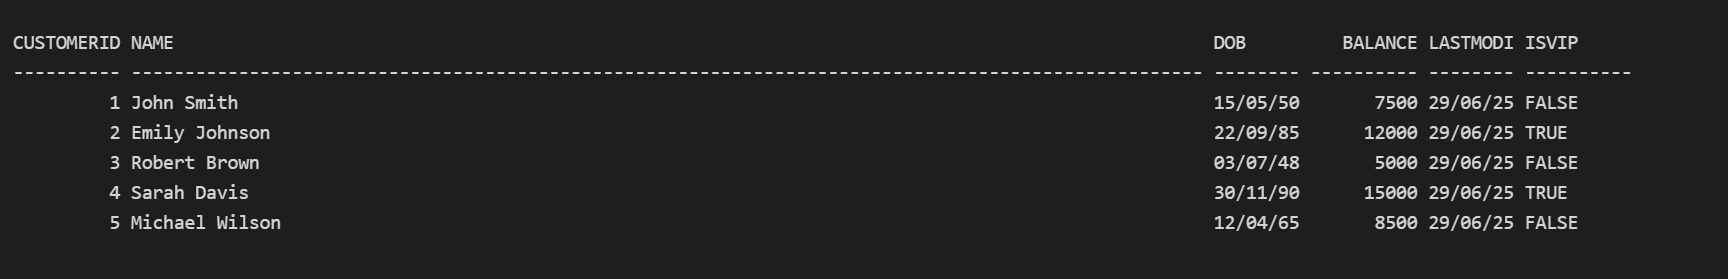 CUSTOMERID NAME                                                                                                 DOB         BALANCE LASTMODI ISVIP
---------- ---------------------------------------------------------------------------------------------------- -------- ---------- -------- ----------
         1 John Smith                                                                                           15/05/50       7500 29/06/25 FALSE
         2 Emily Johnson                                                                                        22/09/85      12000 29/06/25 TRUE
         3 Robert Brown                                                                                         03/07/48       5000 29/06/25 FALSE
         4 Sarah Davis                                                                                          30/11/90      15000 29/06/25 TRUE
         5 Michael Wilson                                                                                       12/04/65       8500 29/06/25 FALSE